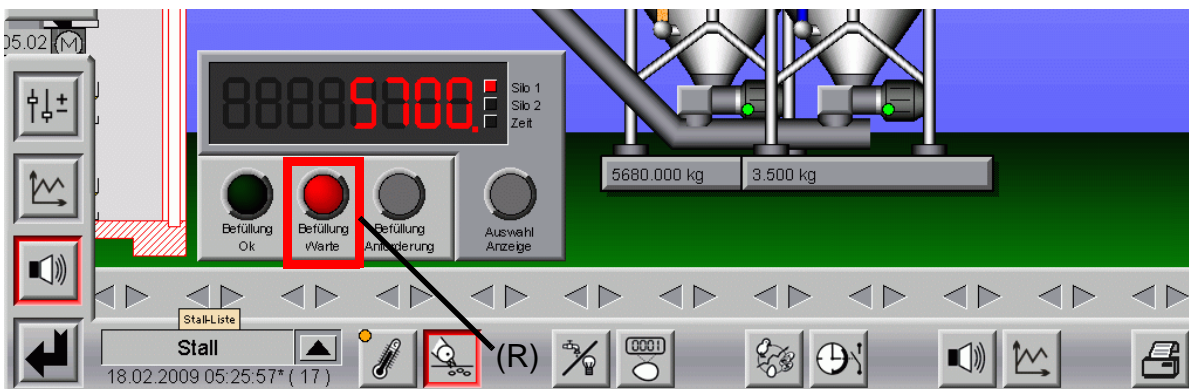 05.02 M
5700.
Silo 1
Silo 2
Zeit
5680.000 kg
3.500 kg
Befüllung
Ok
Befüllung
Warte
Befüllung
Anforderung
Auswahl
Anzeige
Stall-Liste
Stall
18.02.2009 05:25:57* ( 17 )
(R)
0001